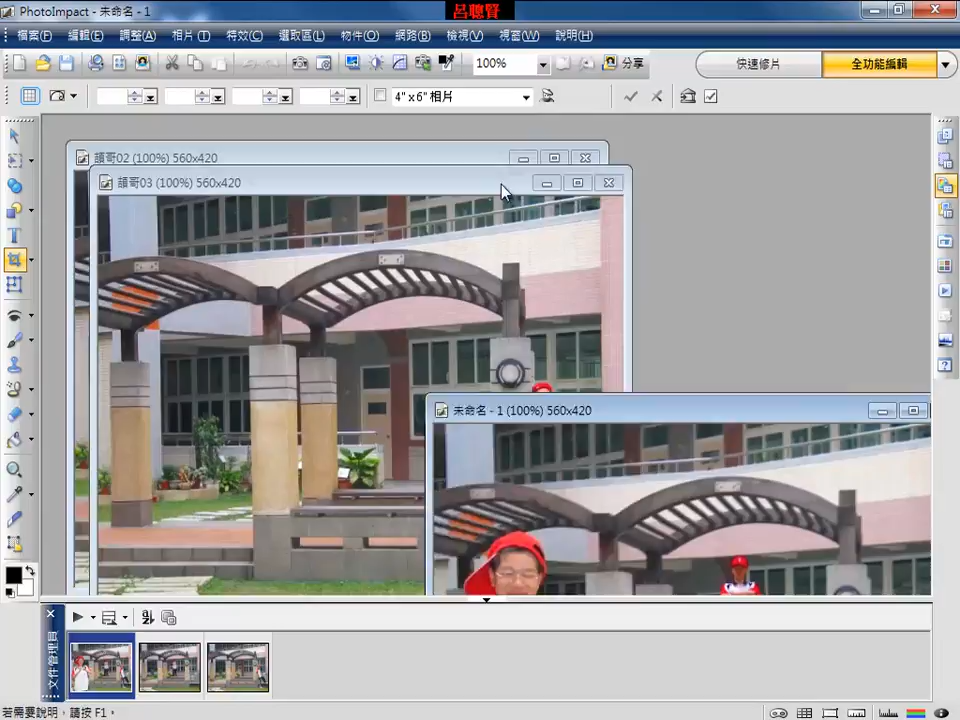 PhotoImpact - 未命名 - 1
呂聰賢
檔案(F) 編輯(E) 調整(A) 相片(T) 特效(C) 選取區(L) 物件(O) 網路(B) 檢視(V) 視窗(W) 說明(H)
100% 分享 快速修片 全功能編輯
4"x6"相片
韻哥02 (100%) 560x420
韻哥03 (100%) 560x420
未命名 - 1 (100%) 560x420
文件管理員
若需要說明，請按 F1。